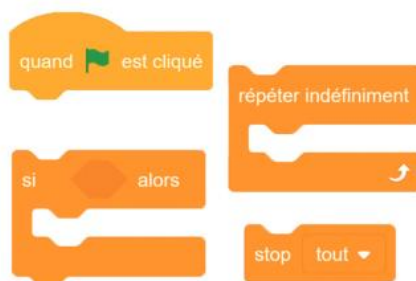 quand est cliqué
répéter indéfiniment
si alors
stop tout